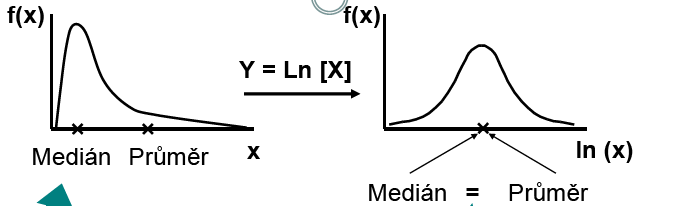 f(x)
Medián Průměr x
Y = Ln [X]
f(x)
ln (x)
Medián = Průměr